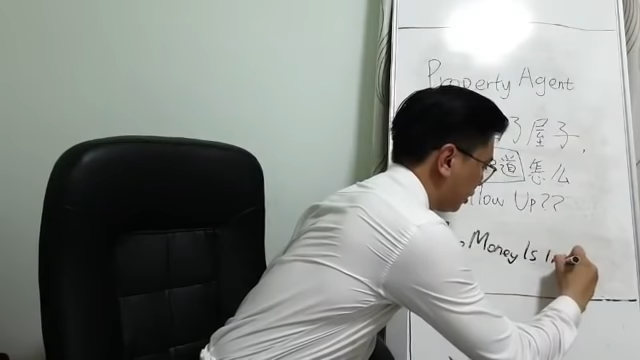 Property Agent
了屋子,
道怎么
llow Up??
Money Is I